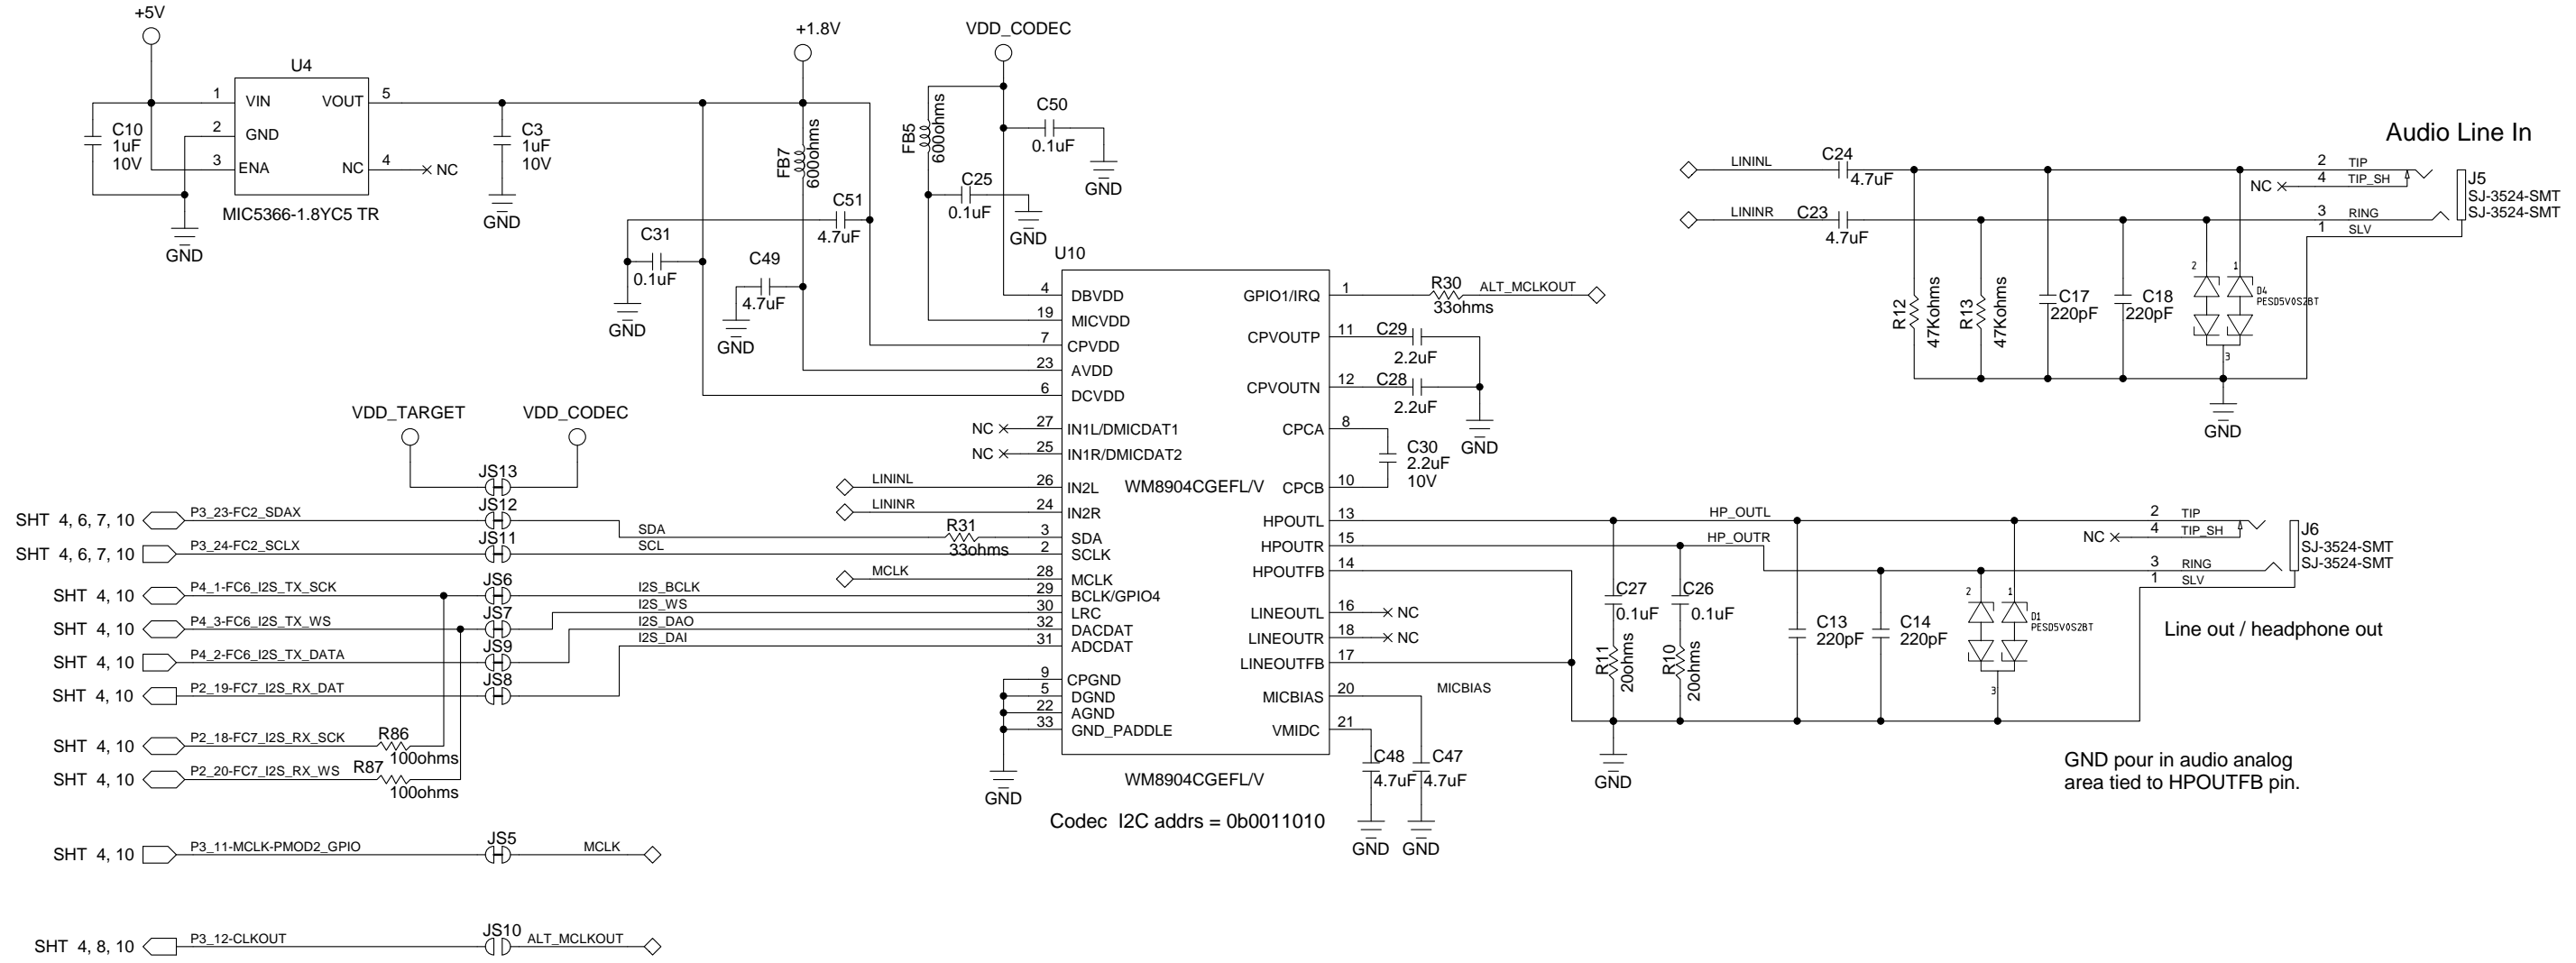 +5V
+1.8V
VDD_CODEC
U4
1
VIN
VOUT
5
2
GND
3
ENA
NC
4
NC
MIC5366-1.8YC5 TR
C10
1uF
10V
GND
C3
1uF
10V
GND
FB7
600ohms
C51
4.7uF
C31
0.1uF
GND
C49
4.7uF
GND
FB5
600ohms
C50
0.1uF
GND
C25
0.1uF
GND
U10
4
DBVDD
19
MICVDD
7
CPVDD
23
AVDD
6
DCVDD
NC
27
IN1L/DMICDAT1
NC
25
IN1R/DMICDAT2
LININL
26
IN2L
LININR
24
IN2R
R31
33ohms
3
SDA
2
SCLK
MCLK
28
MCLK
29
BCLK/GPIO4
30
LRC
32
DACDAT
31
ADCDAT
9
CPGND
5
DGND
22
AGND
33
GND_PADDLE
GND
WM8904CGEFL/V
GPIO1/IRQ
1
R30
33ohms
ALT_MCLKOUT
CPVOUTP
11
C29
2.2uF
CPVOUTN
12
C28
2.2uF
GND
CPCA
8
C30
2.2uF
10V
CPCB
10
HPOUTL
13
HP_OUTL
HPOUTR
15
HP_OUTR
HPOUTFB
14
LINEOUTL
16
NC
LINEOUTR
18
NC
LINEOUTFB
17
MICBIAS
20
MICBIAS
VMIDC
21
C48
4.7uF
GND
C47
4.7uF
GND
WM8904CGEFL/V
Codec I2C addrs = 0b0011010
VDD_TARGET
VDD_CODEC
JS13
SHT 4, 6, 7, 10
P3_23-FC2_SDAX
JS12
SDA
SHT 4, 6, 7, 10
P3_24-FC2_SCLX
JS11
SCL
SHT 4, 10
P4_1-FC6_I2S_TX_SCK
JS6
I2S_BCLK
SHT 4, 10
P4_3-FC6_I2S_TX_WS
JS7
I2S_WS
SHT 4, 10
P4_2-FC6_I2S_TX_DATA
JS9
I2S_DAO
SHT 4, 10
P2_19-FC7_I2S_RX_DAT
JS8
I2S_DAI
SHT 4, 10
P2_18-FC7_I2S_RX_SCK
R86
100ohms
SHT 4, 10
P2_20-FC7_I2S_RX_WS
R87
100ohms
SHT 4, 10
P3_11-MCLK-PMOD2_GPIO
JS5
MCLK
SHT 4, 8, 10
P3_12-CLKOUT
JS10
ALT_MCLKOUT
Audio Line In
LININL
C24
4.7uF
LININR
C23
4.7uF
2
TIP
NC
4
TIP_SH
3
RING
1
SLV
J5
SJ-3524-SMT
SJ-3524-SMT
R12
47Kohms
R13
47Kohms
C17
220pF
C18
220pF
2
1
D4
PESD5V0S2BT
3
GND
C27
0.1uF
R11
20ohms
C26
0.1uF
R10
20ohms
GND
C13
220pF
C14
220pF
2
1
D1
PESD5V0S2BT
3
2
TIP
NC
4
TIP_SH
3
RING
1
SLV
J6
SJ-3524-SMT
SJ-3524-SMT
Line out / headphone out
GND pour in audio analog
area tied to HPOUTFB pin.